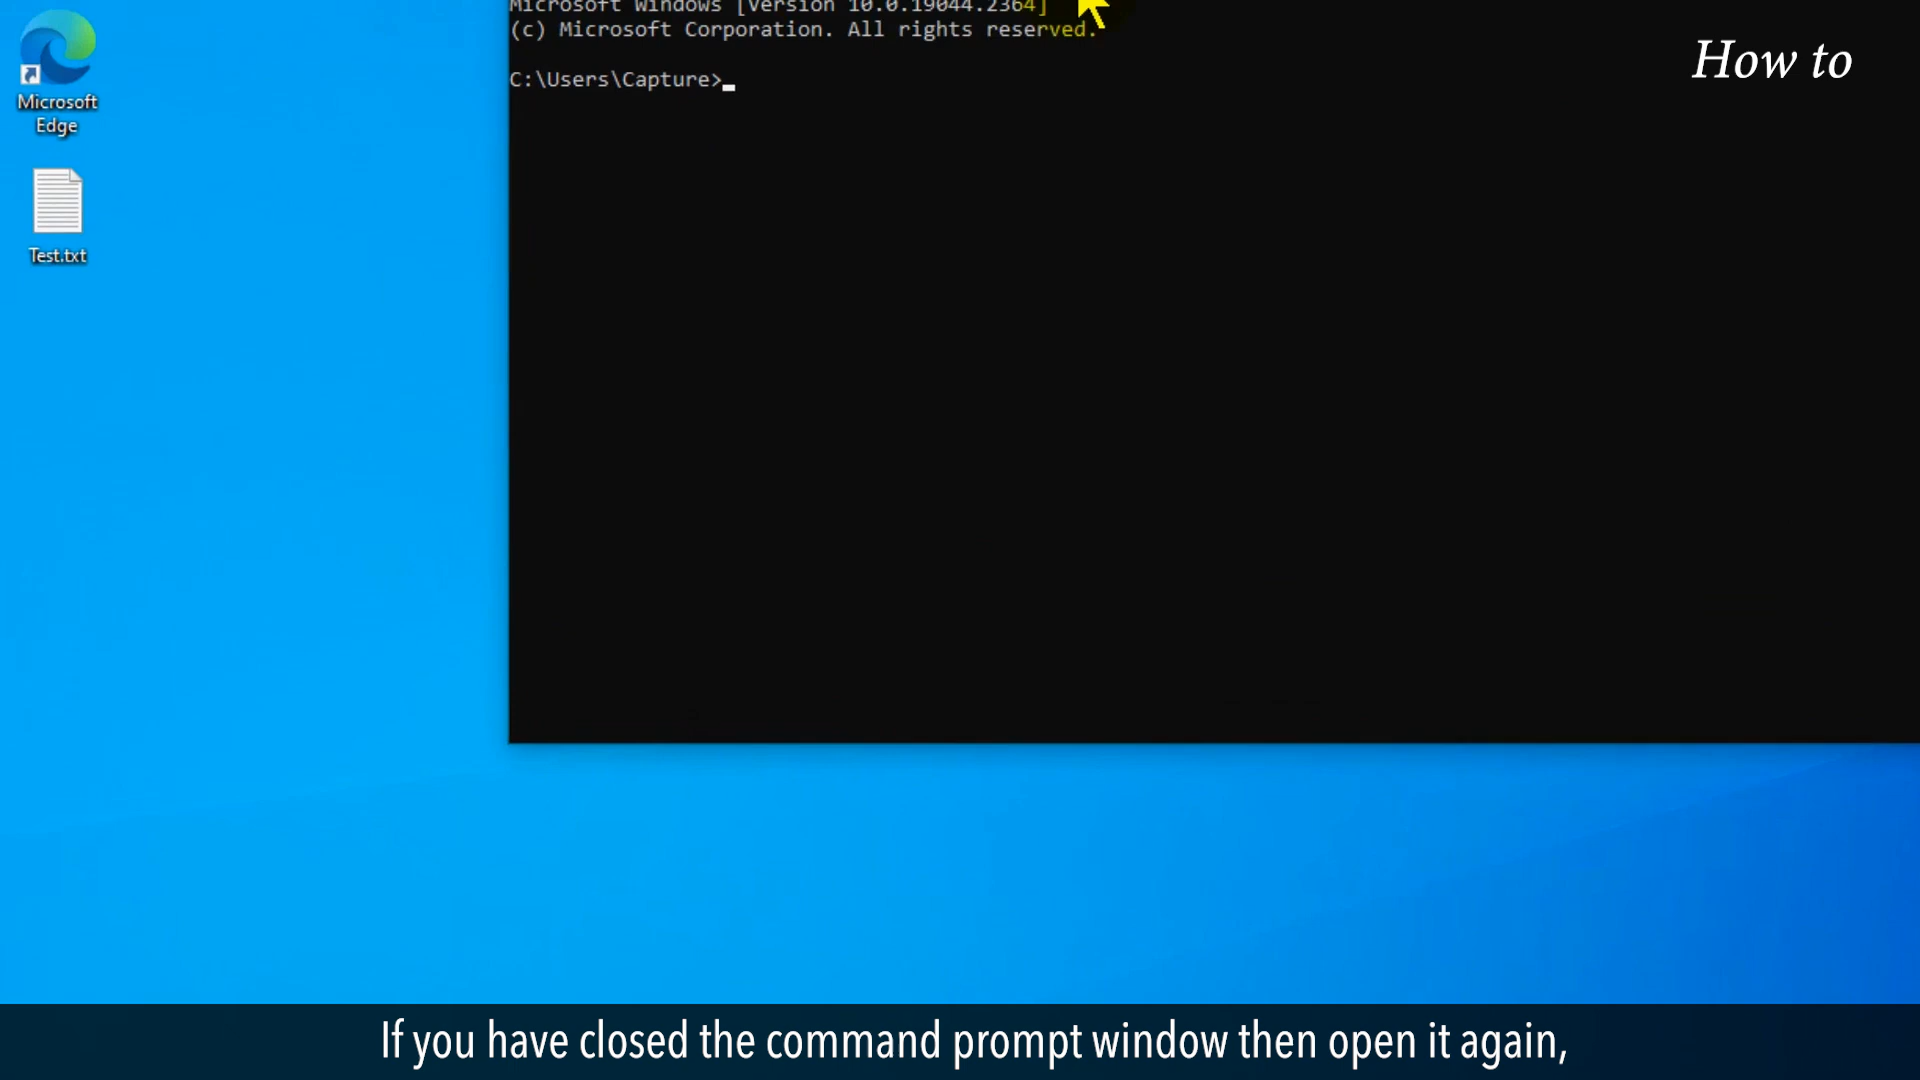 Microsoft Windows [Version 10.0.19044.2364]
(c) Microsoft Corporation. All rights reserved.
How to
C:\Users\Capture>
Microsoft
Edge
Test.txt
If you have closed the command prompt window then open it again,